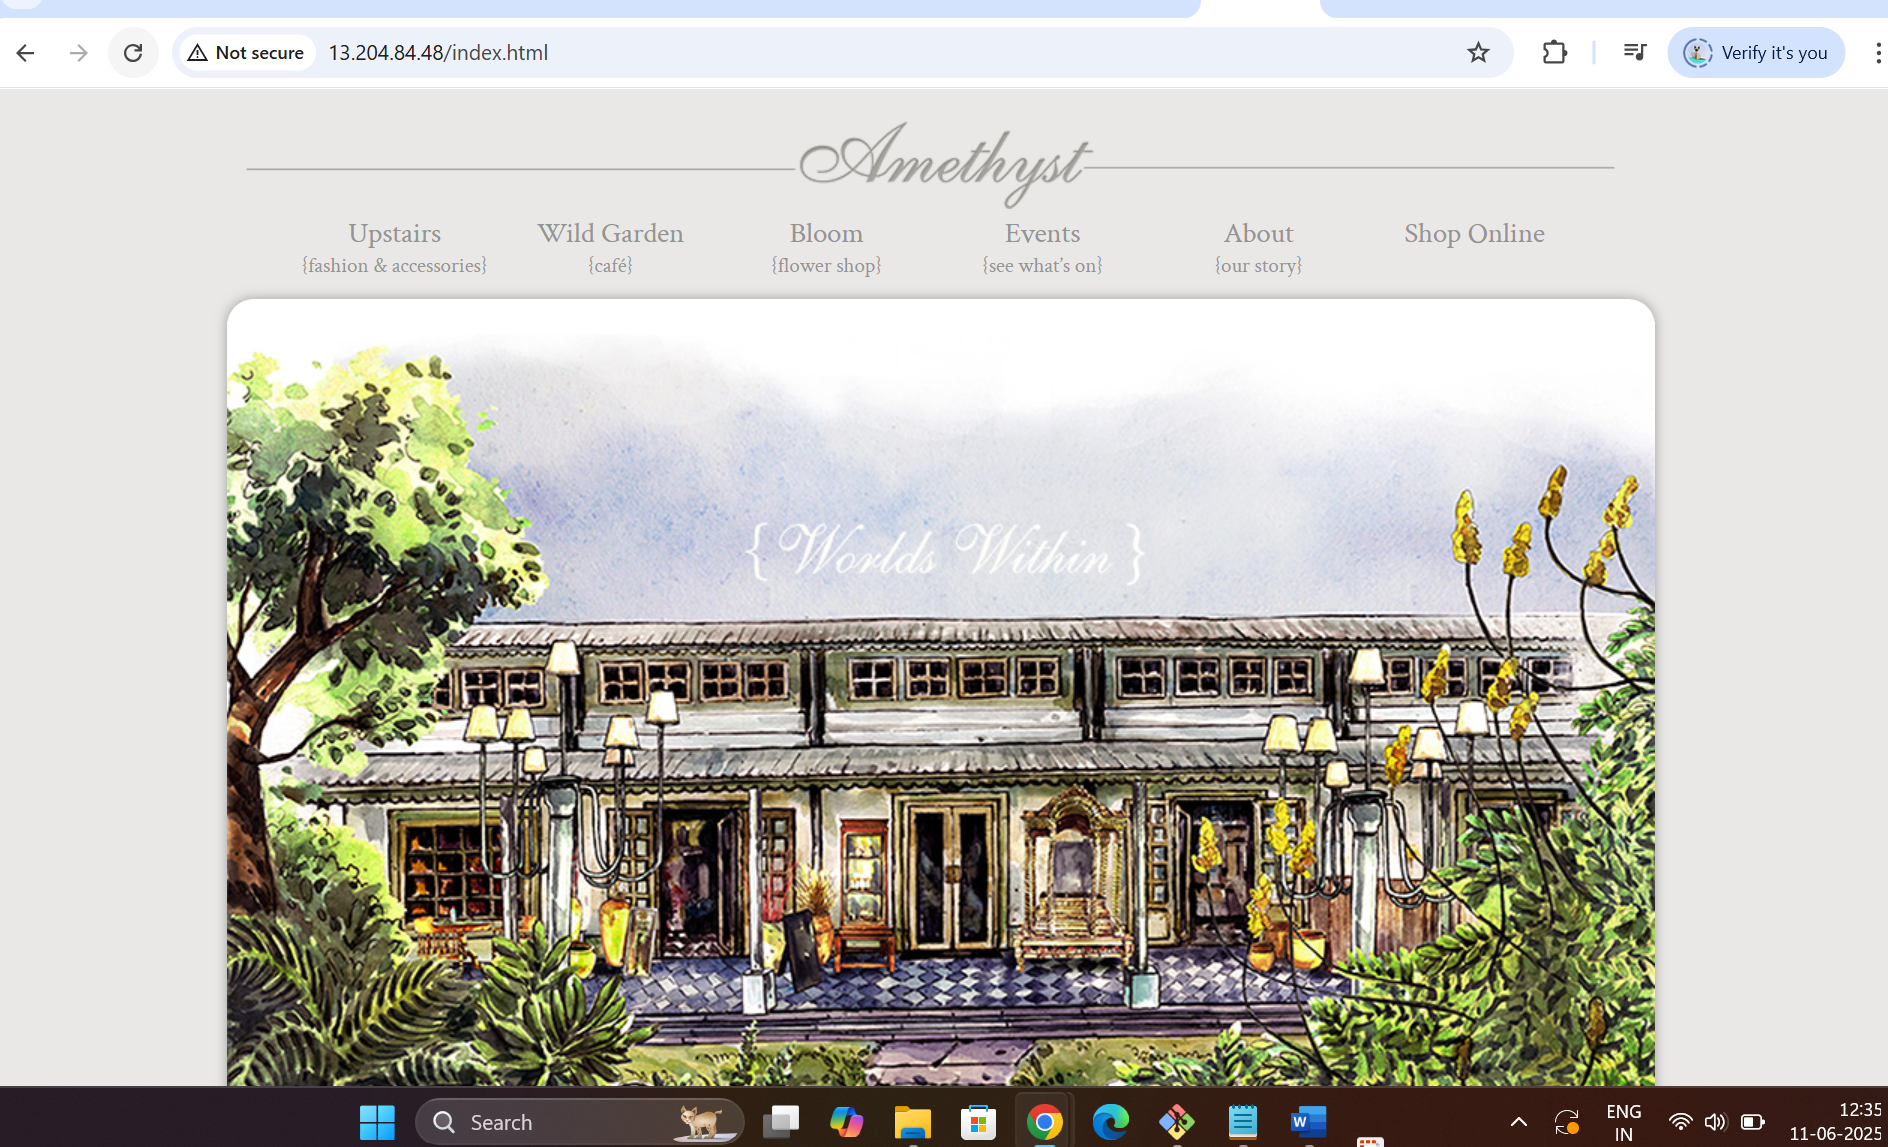 Not secure
13.204.84.48/index.html
Verify it's you
Amethyst
Upstairs
{fashion & accessories}
Wild Garden
{café}
Bloom
{flower shop}
Events
{see what's on}
About
{our story}
Shop Online
{ Worlds Within }
Search
W
ENG
IN
12:35
11-06-2025